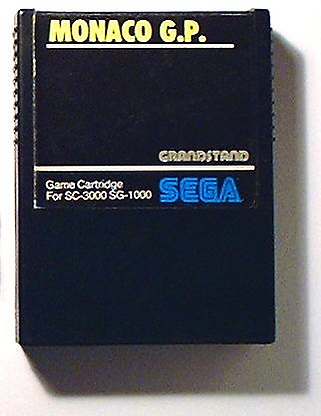 MONACO G.P.
GRANDSTAND
Game Cartridge
For SC-3000 SG-1000
SEGA